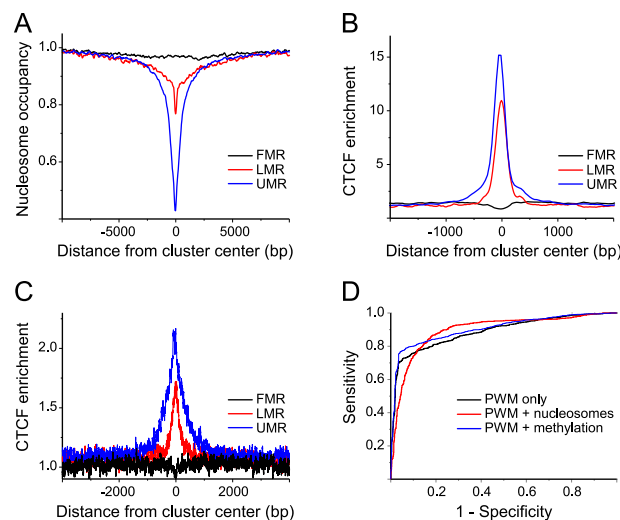 A
Nucleosome occupancy
1.0
0.8
0.6
FMR
LMR
UMR
-5000 0 5000
Distance from cluster center (bp)
B
CTCF enrichment
15
10
5
FMR
LMR
UMR
-1000 0 1000
Distance from cluster center (bp)
C
CTCF enrichment
2.0
1.5
1.0
FMR
LMR
UMR
-2000 0 2000
Distance from cluster center (bp)
D
Sensitivity
1.0
0.8
0.6
0.4
0.2
PWM only
PWM + nucleosomes
PWM + methylation
0.2 0.4 0.6 0.8
1 - Specificity